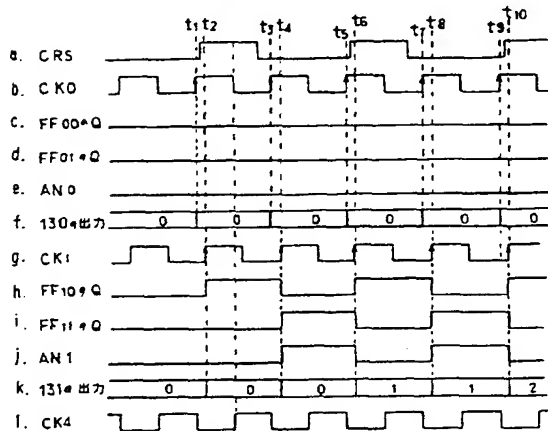 t₁ t₂ t₃ t₄ t₅ t₆ t₇ t₈ t₉ t₁₀
a. CRS
b. CK0
c. FF00のQ
d. FF01のQ
e. AN0
f. 130の出力 0 0 0 0 0 0
g. CK1
h. FF10のQ
i. FF11のQ
j. AN1
k. 131の出力 0 0 0 1 1 2
l. CK4